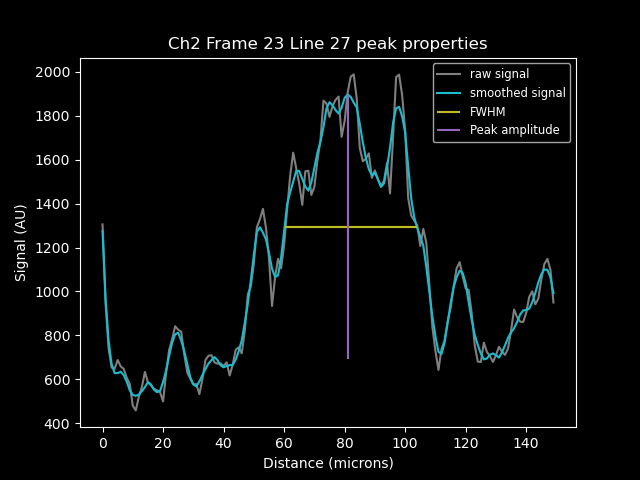 Ch2 Frame 23 Line 27 peak properties
raw signal
smoothed signal
FWHM
Peak amplitude
Signal (AU)
2000
1800
1600
1400
1200
1000
800
600
400
0 20 40 60 80 100 120 140
Distance (microns)